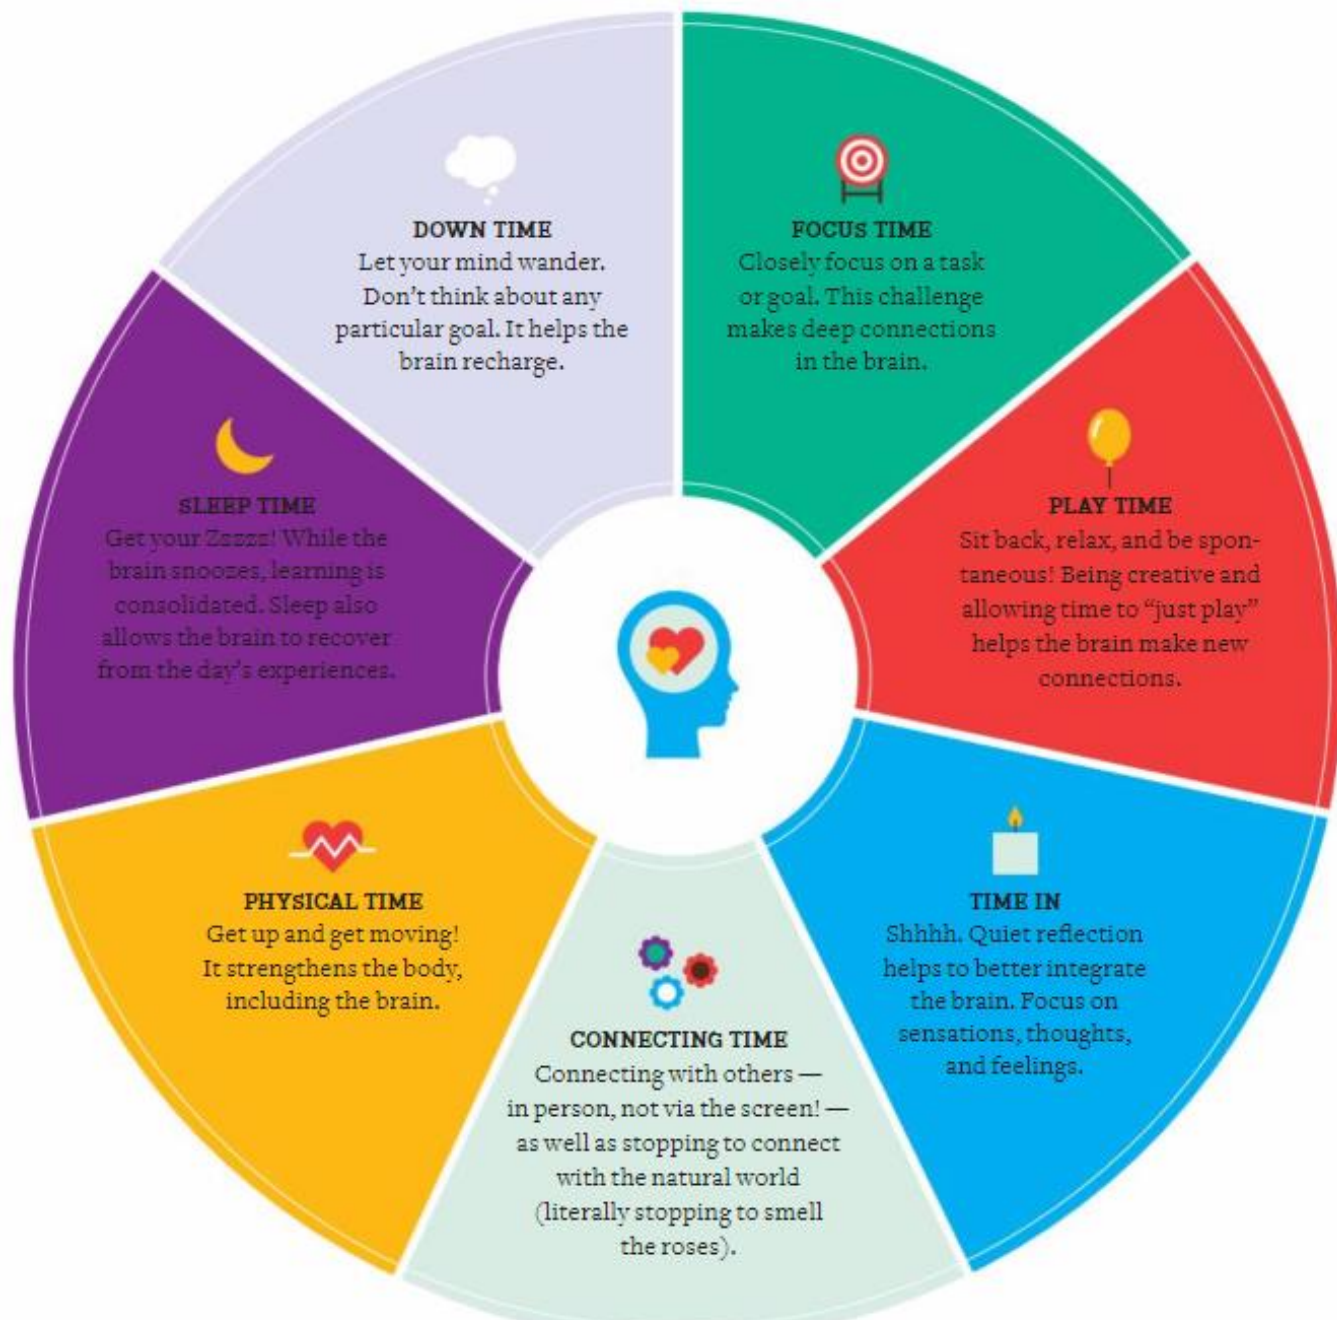 DOWN TIME
Let your mind wander.
Don't think about any
particular goal. It helps the
brain recharge.
FOCUS TIME
Closely focus on a task
or goal. This challenge
makes deep connections
in the brain.
PLAY TIME
Sit back, relax, and be spon-
taneous! Being creative and
allowing time to “just play”
helps the brain make new
connections.
TIME IN
Shhhh. Quiet reflection
helps to better integrate
the brain. Focus on
sensations, thoughts,
and feelings.
CONNECTING TIME
Connecting with others —
in person, not via the screen! —
as well as stopping to connect
with the natural world
(literally stopping to smell
the roses).
PHYSICAL TIME
Get up and get moving!
It strengthens the body,
including the brain.
SLEEP TIME
Get your Zzzzz! While the
brain snoozes, learning is
consolidated. Sleep also
allows the brain to recover
from the day's experiences.